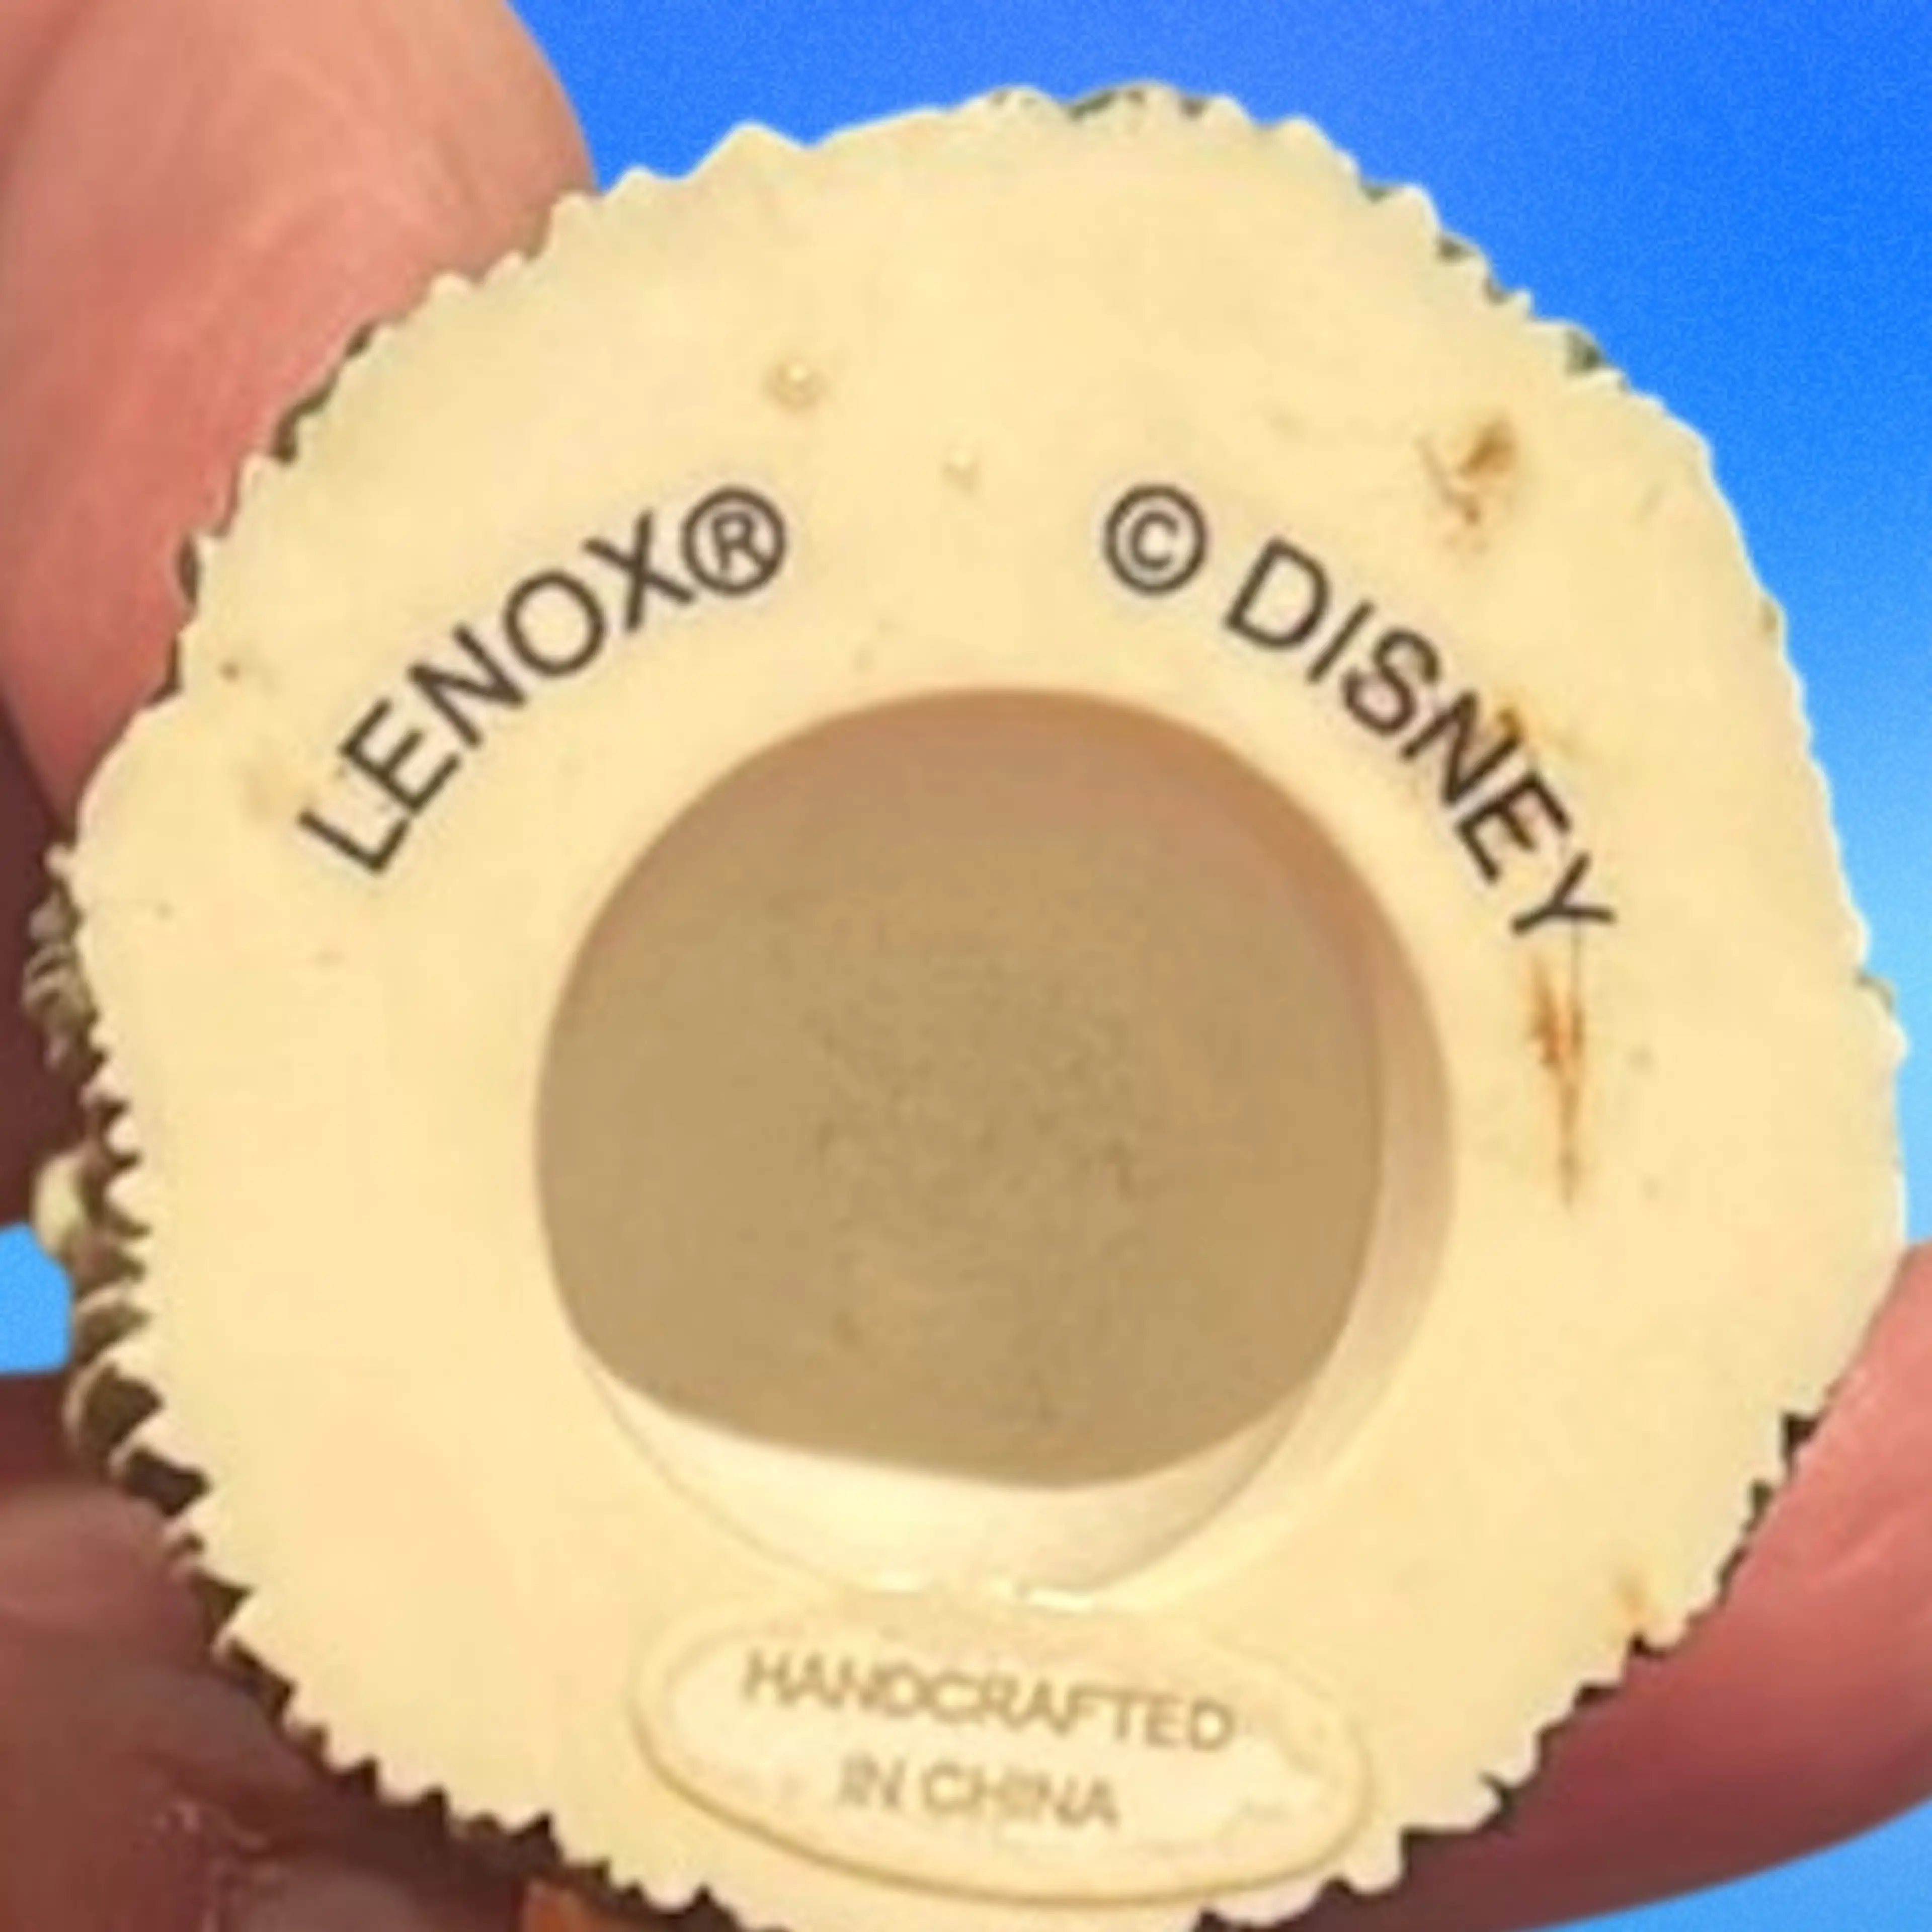 LENOX®
© DISNEY
HANDCRAFTED
IN CHINA